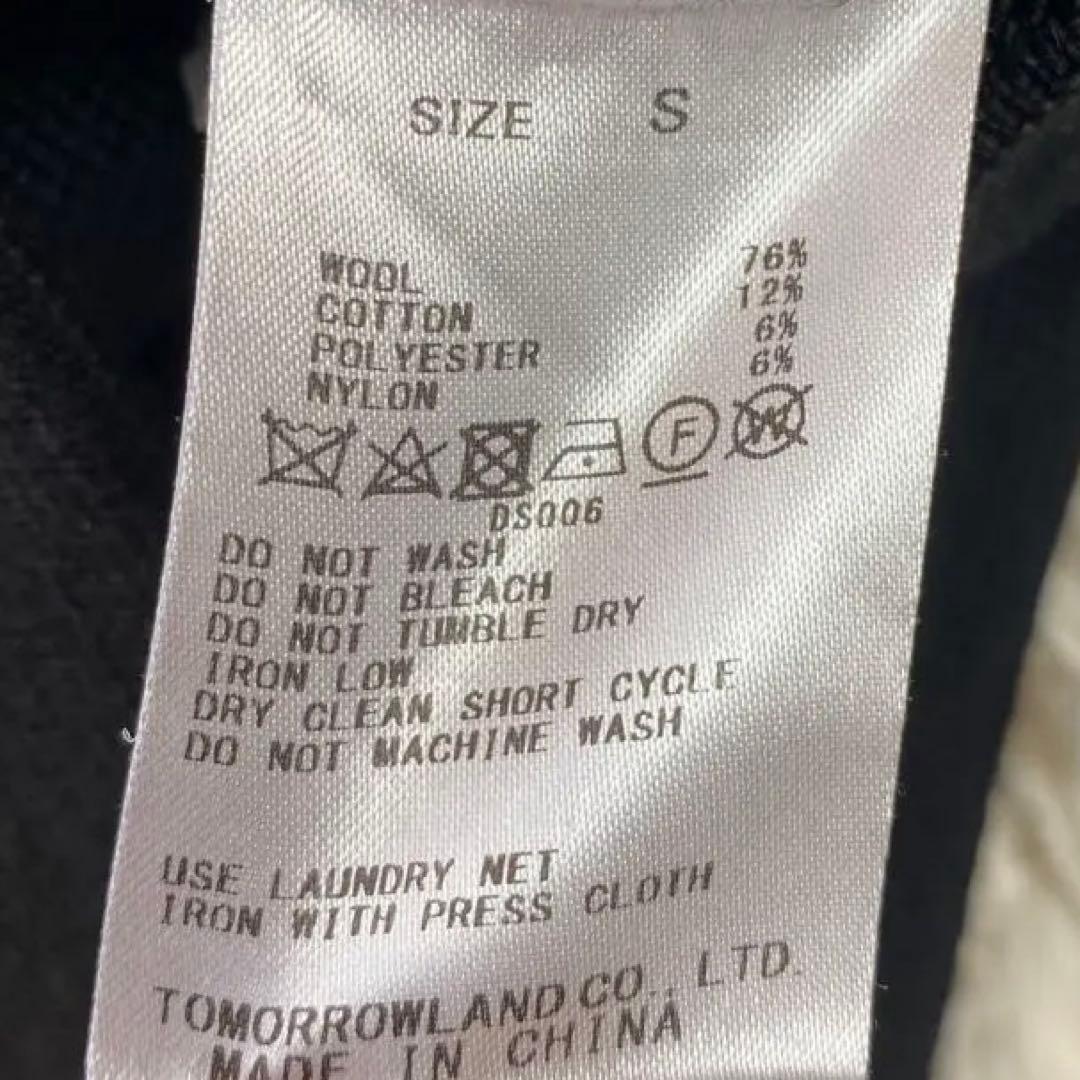 SIZE S
WOOL 76%
COTTON 12%
POLYESTER 6%
NYLON 6%
F W
DS006
DO NOT WASH
DO NOT BLEACH
DO NOT TUMBLE DRY
IRON LOW
DRY CLEAN SHORT CYCLE
DO NOT MACHINE WASH
USE LAUNDRY NET
IRON WITH PRESS CLOTH
TOMORROWLAND CO., LTD.
MADE IN CHINA